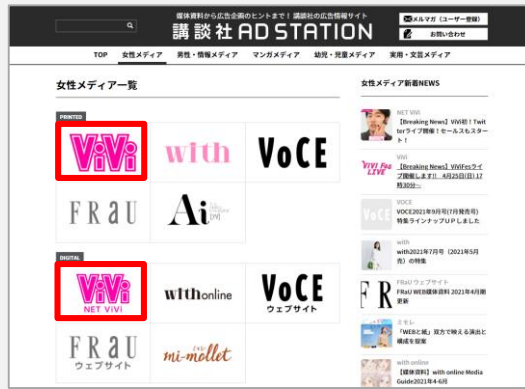 媒体資料から広告企画のヒントまで！ 講談社の広告情報サイト
講談社 AD STATION
メルマガ（ユーザー登録）
お問い合わせ
TOP 女性メディア 男性・情報メディア マンガメディア 幼児・児童メディア 実用・文芸メディア
女性メディア一覧
PRINTED
ViVi
with
VoCE
FRaU
Ai
[ViVi]
DIGITAL
ViVi
NET ViVi
withonline
VoCE
ウェブサイト
FRaU
ウェブサイト
mi-mollet
女性メディア新着NEWS
NET ViVi
【Breaking News】ViVi初！Twit
terライブ開催！セールスもスター
ト！
ViVi Fes
LIVE
ViVi
【Breaking News】ViVifesライ
ブ開催します!! 4月25日(日)17
時30分～
VoCE
VOCE
VOCE2021年9月号(7月発売号)
特集ラインナップUPしました
with
with2021年7月号（2021年5月
売）の特集
FR
FRaU ウェブサイト
FRaU WEB媒体資料 2021年4月期
更新
ミモレ
「WEBと紙」双方で映える演出と
構成を提案
with online
【媒体資料】with online Media
Guide2021年4-6月